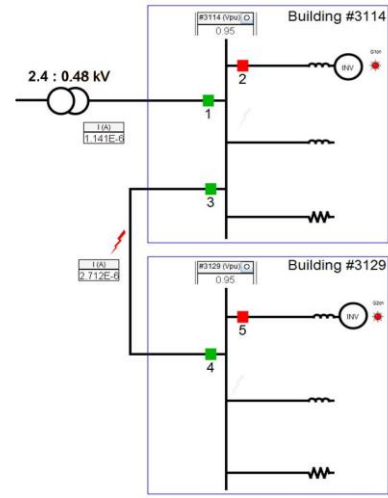 Building #3114
#3114 (Vpu)
0.95
2.4 : 0.48 kV
INV
2
1
I (A)
1.141E-6
3
I (A)
2.712E-6
Building #3129
#3129 (Vpu)
0.95
INV
5
4